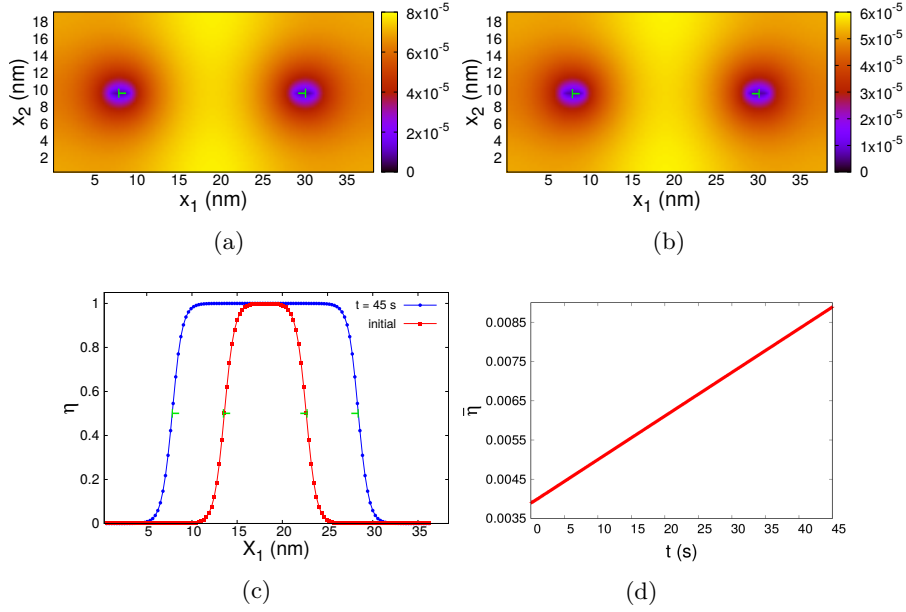 18
16
14
12
10
8
6
4
2
x2 (nm)
5 10 15 20 25 30 35
x1 (nm)
8x10-5
6x10-5
4x10-5
2x10-5
0
(a)
18
16
14
12
10
8
6
4
2
x2 (nm)
5 10 15 20 25 30 35
x1 (nm)
6x10-5
5x10-5
4x10-5
3x10-5
2x10-5
1x10-5
0
(b)
t = 45 s
initial
1
0.8
0.6
0.4
0.2
0
η
5 10 15 20 25 30 35
X1 (nm)
(c)
0.0085
0.0075
0.0065
0.0055
0.0045
0.0035
η̄
0 5 10 15 20 25 30 35 40 45
t (s)
(d)